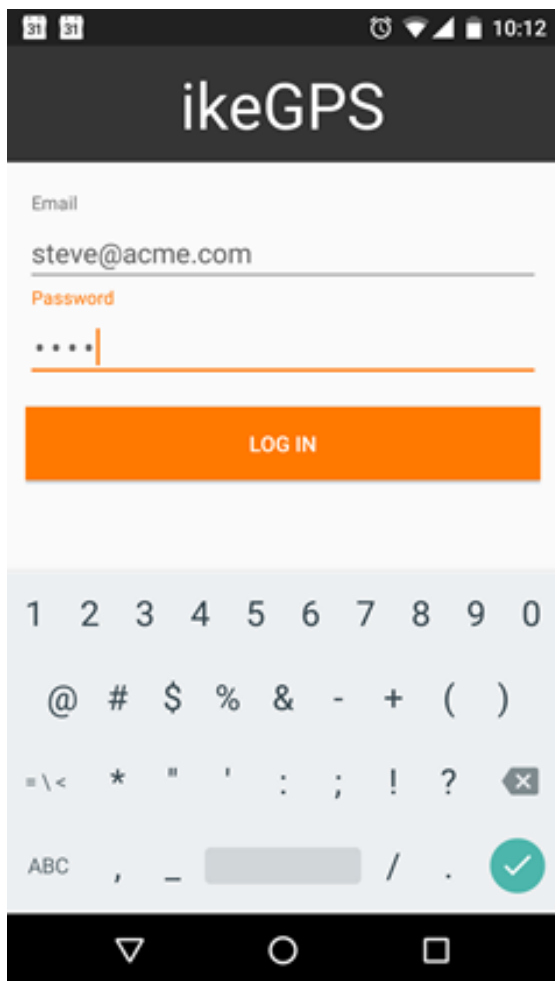 31 31 10:12
ikeGPS
Email
steve@acme.com
Password
••••
LOG IN
1 2 3 4 5 6 7 8 9 0
@ # $ % & - + ( )
= \ < * " ' : ; ! ?
ABC , _ / .